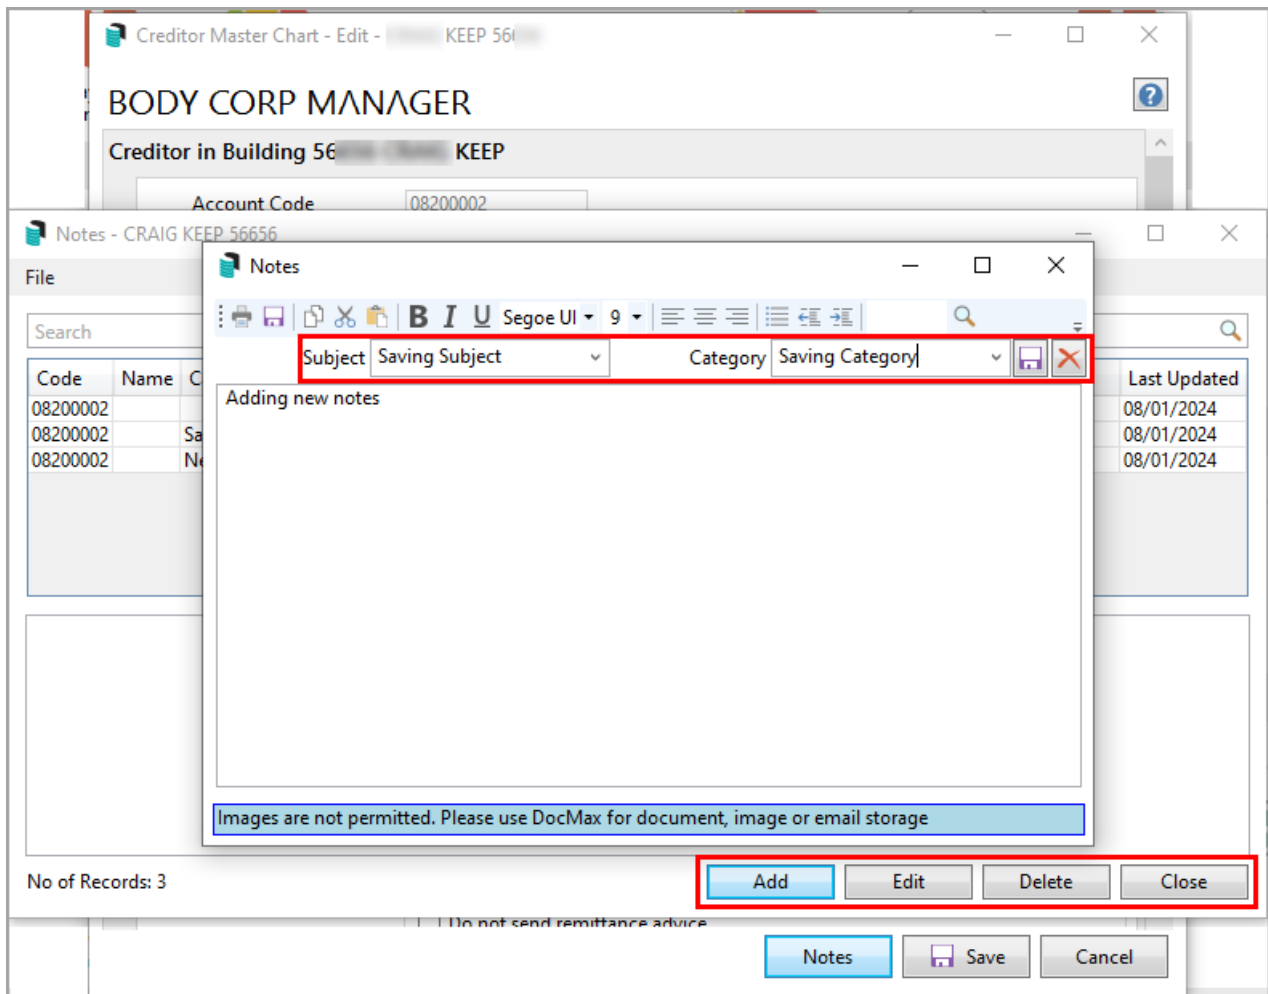 Creditor Master Chart - Edit - KEEP 56
BODY CORP MANAGER
Creditor in Building 56 KEEP
Account Code 08200002
Notes - CRAIG KEEP 56656
File
Search
Code Name C Last Updated
08200002 08/01/2024
08200002 Sa 08/01/2024
08200002 Ne 08/01/2024
Notes
B I U Segoe UI 9
Subject Saving Subject Category Saving Category
Adding new notes
Images are not permitted. Please use DocMax for document, image or email storage
No of Records: 3 Add Edit Delete Close
Do not send remittance advice
Notes Save Cancel